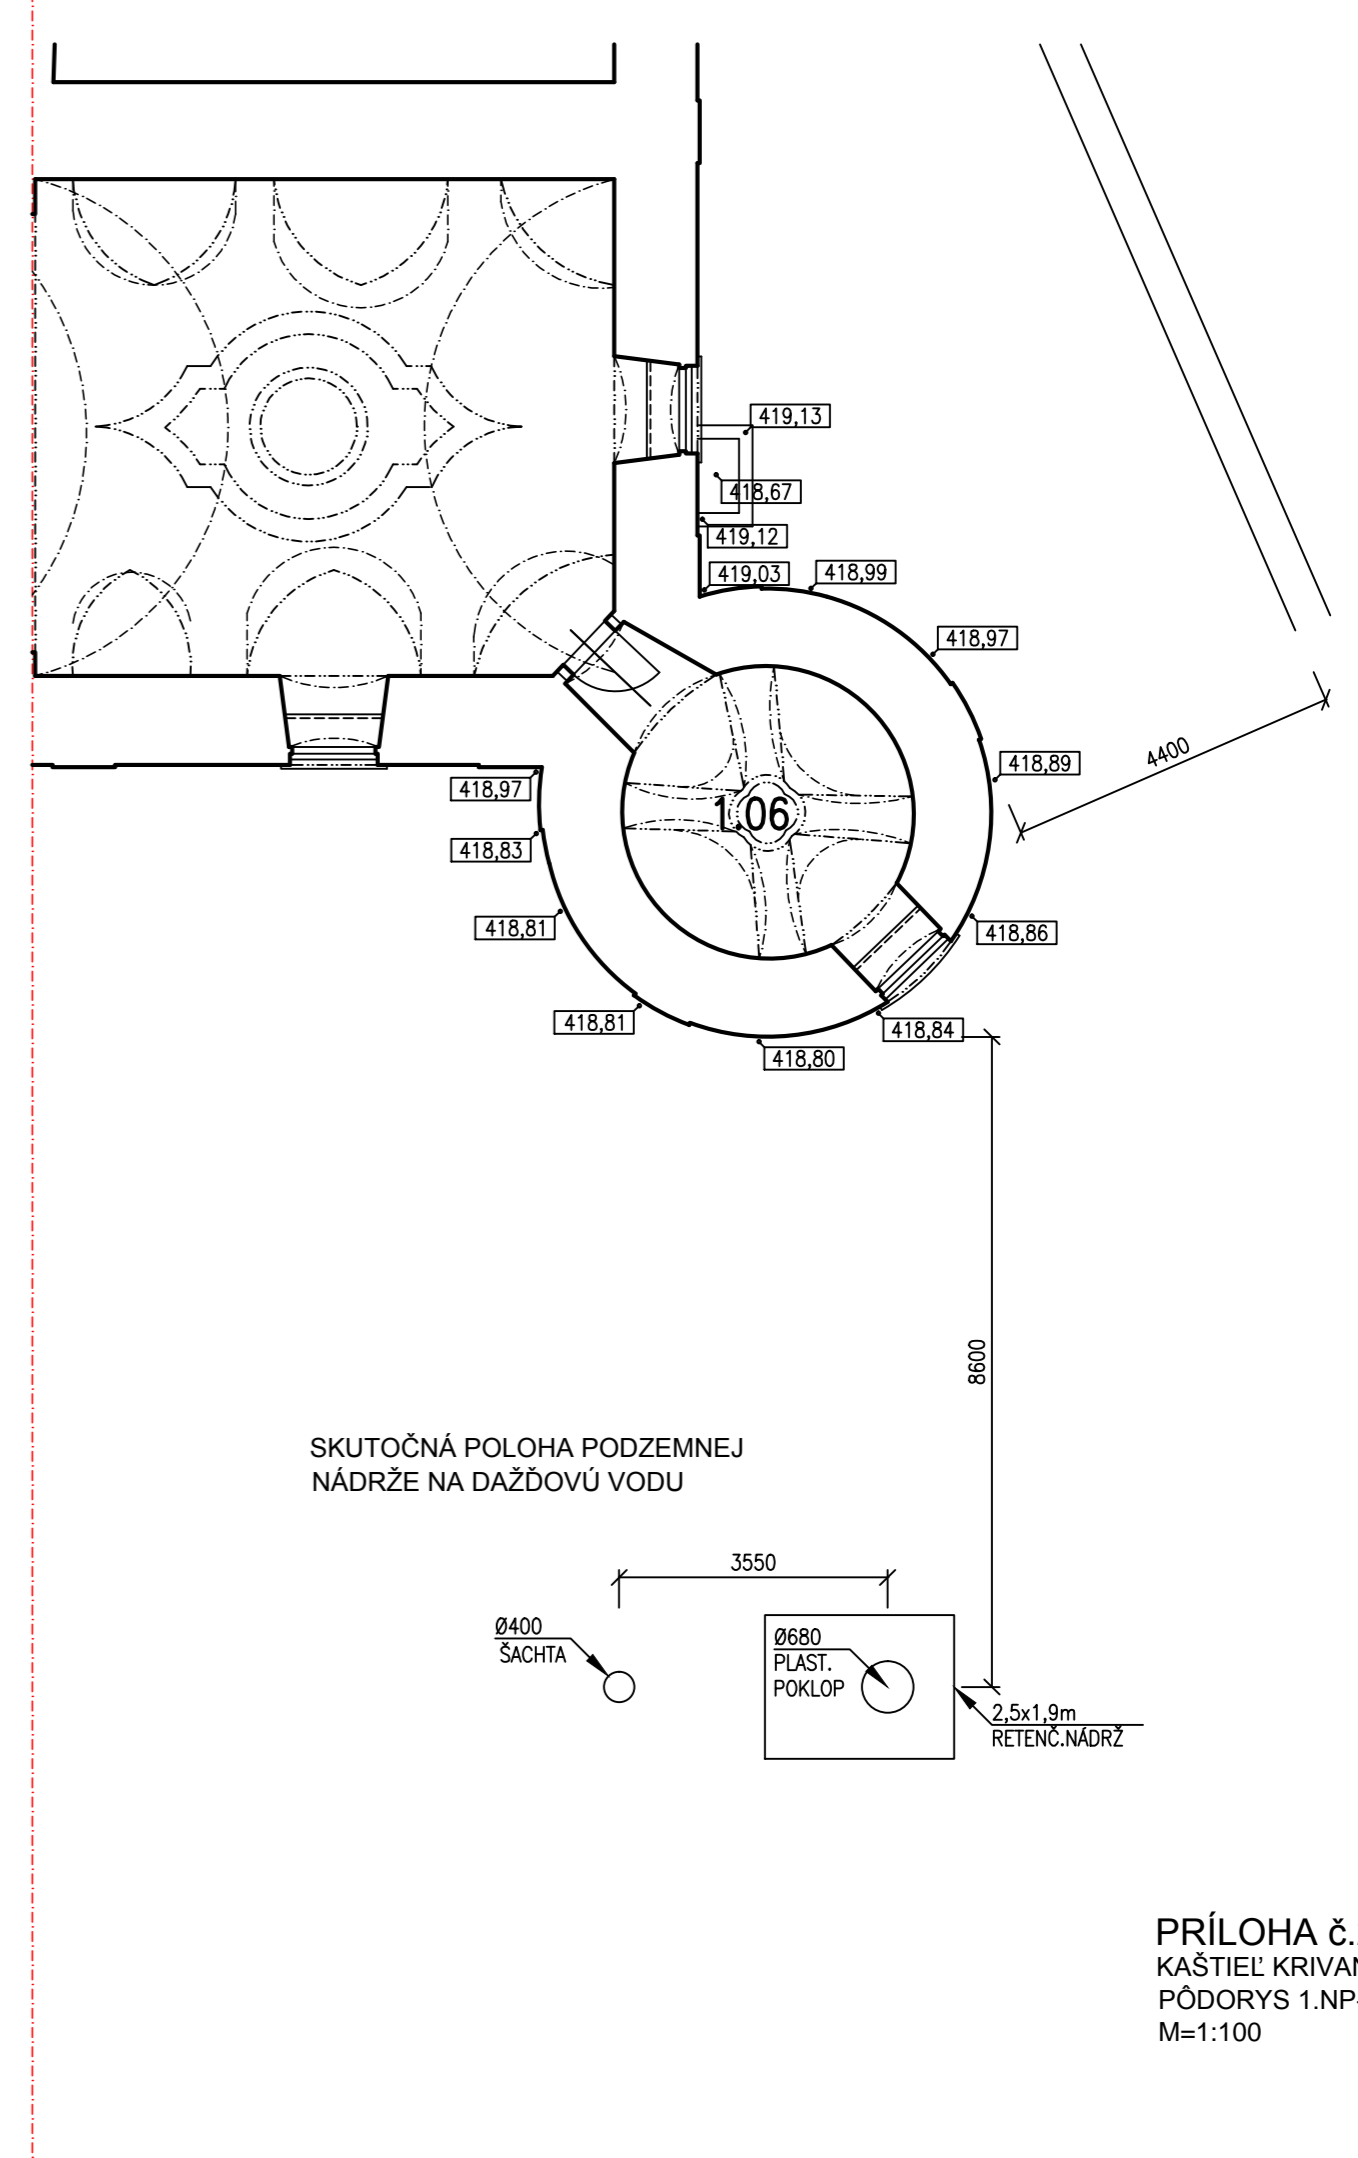 419,13
418,67
419,12
419,03
418,99
418,97
418,89
4400
418,97
1.06
418,83
418,81
418,86
418,81
418,84
418,80
8600
SKUTOČNÁ POLOHA PODZEMNEJ
NÁDRŽE NA DAŽĎOVÚ VODU
3550
Ø400
ŠACHTA
Ø680
PLAST.
POKLOP
2,5x1,9m
RETENČ.NÁDRŽ
PRÍLOHA č.
KAŠTIEĽ KRIVAN
PÔDORYS 1.NP-
M=1:100